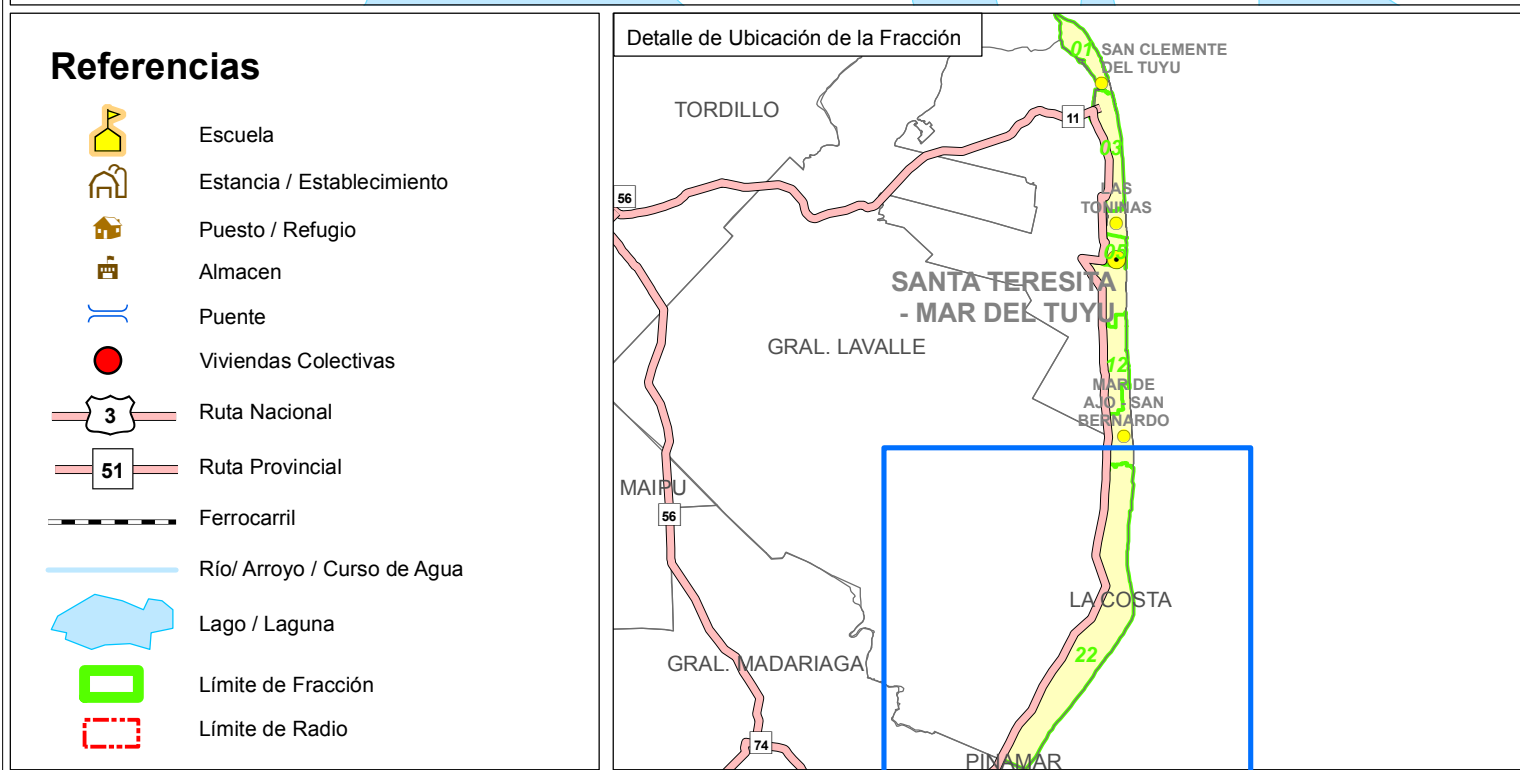 Referencias
Escuela
Estancia / Establecimiento
Puesto / Refugio
Almacen
Puente
Viviendas Colectivas
3
Ruta Nacional
51
Ruta Provincial
Ferrocarril
Río/ Arroyo / Curso de Agua
Lago / Laguna
Límite de Fracción
Límite de Radio
Detalle de Ubicación de la Fracción
01
SAN CLEMENTE
DEL TUYU
TORDILLO
11
03
56
LAS
TONINAS
05
SANTA TERESITA
- MAR DEL TUYU
GRAL. LAVALLE
12
MAR DE
AJO - SAN
BERNARDO
MAIPU
56
LA COSTA
22
GRAL. MADARIAGA
74
PINAMAR